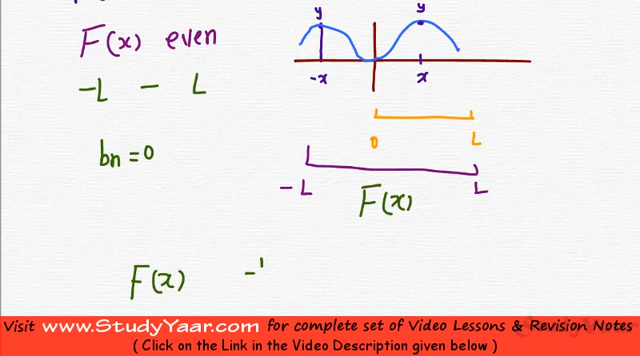 y y
F(x) even
-x x
-L - L
0 L
bn = 0
-L L
F(x)
F(x) -'
Visit www.StudyYaar.com for complete set of Video Lessons & Revision Notes
( Click on the Link in the Video Description given below )